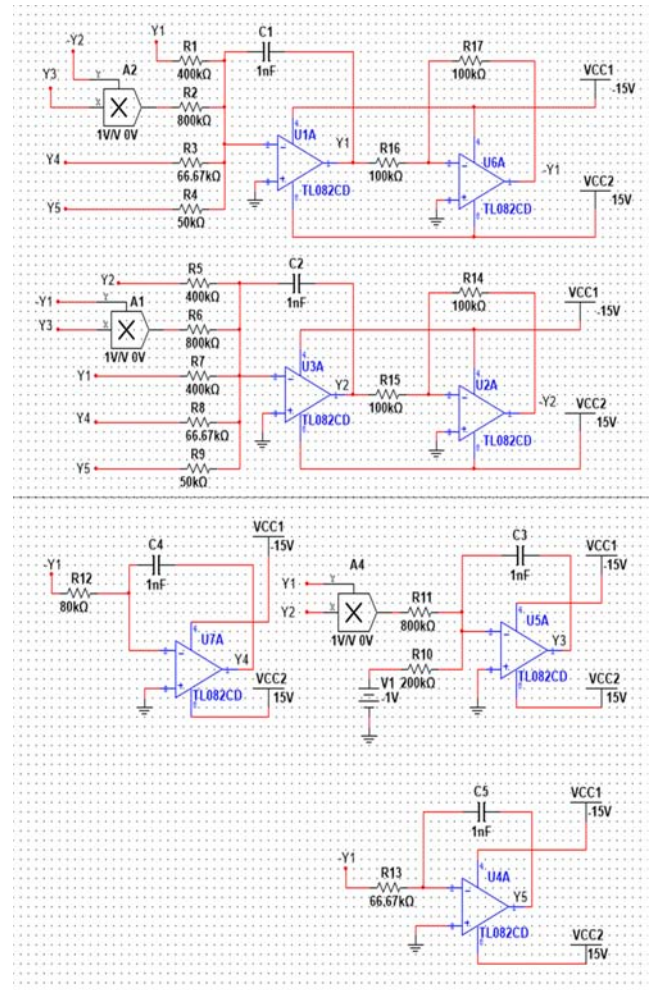 Y1
C1
R17
-Y2
R1
1nF
100kΩ
VCC1
Y3
A2
400kΩ
-15V
Y
R2
X
4
800kΩ
U1A
Y1
R16
1V/V 0V
U6A
Y4
R3
-Y1
66.67kΩ
100kΩ
VCC2
TL082CD
TL082CD
15V
Y5
R4
50kΩ
C2
Y2
R5
1nF
R14
VCC1
-Y1
400kΩ
100kΩ
-15V
Y
A1
R6
Y3
X
800kΩ
4
1V/V 0V
R7
U3A
Y2
R15
U2A
Y1
400kΩ
-Y2
100kΩ
VCC2
Y4
R8
TL082CD
15V
66.67kΩ
TL082CD
Y5
R9
50kΩ
VCC1
C4
-15V
C3
VCC1
-Y1
A4
1nF
-15V
R12
1nF
Y1
Y
R11
80kΩ
4
Y2
X
4
U7A
800kΩ
U5A
1V/V 0V
Y3
Y4
R10
VCC2
V1
200kΩ
TL082CD
VCC2
TL082CD
15V
-1V
15V
C5
VCC1
1nF
-15V
-Y1
R13
4
U4A
66.67kΩ
Y5
TL082CD
VCC2
15V